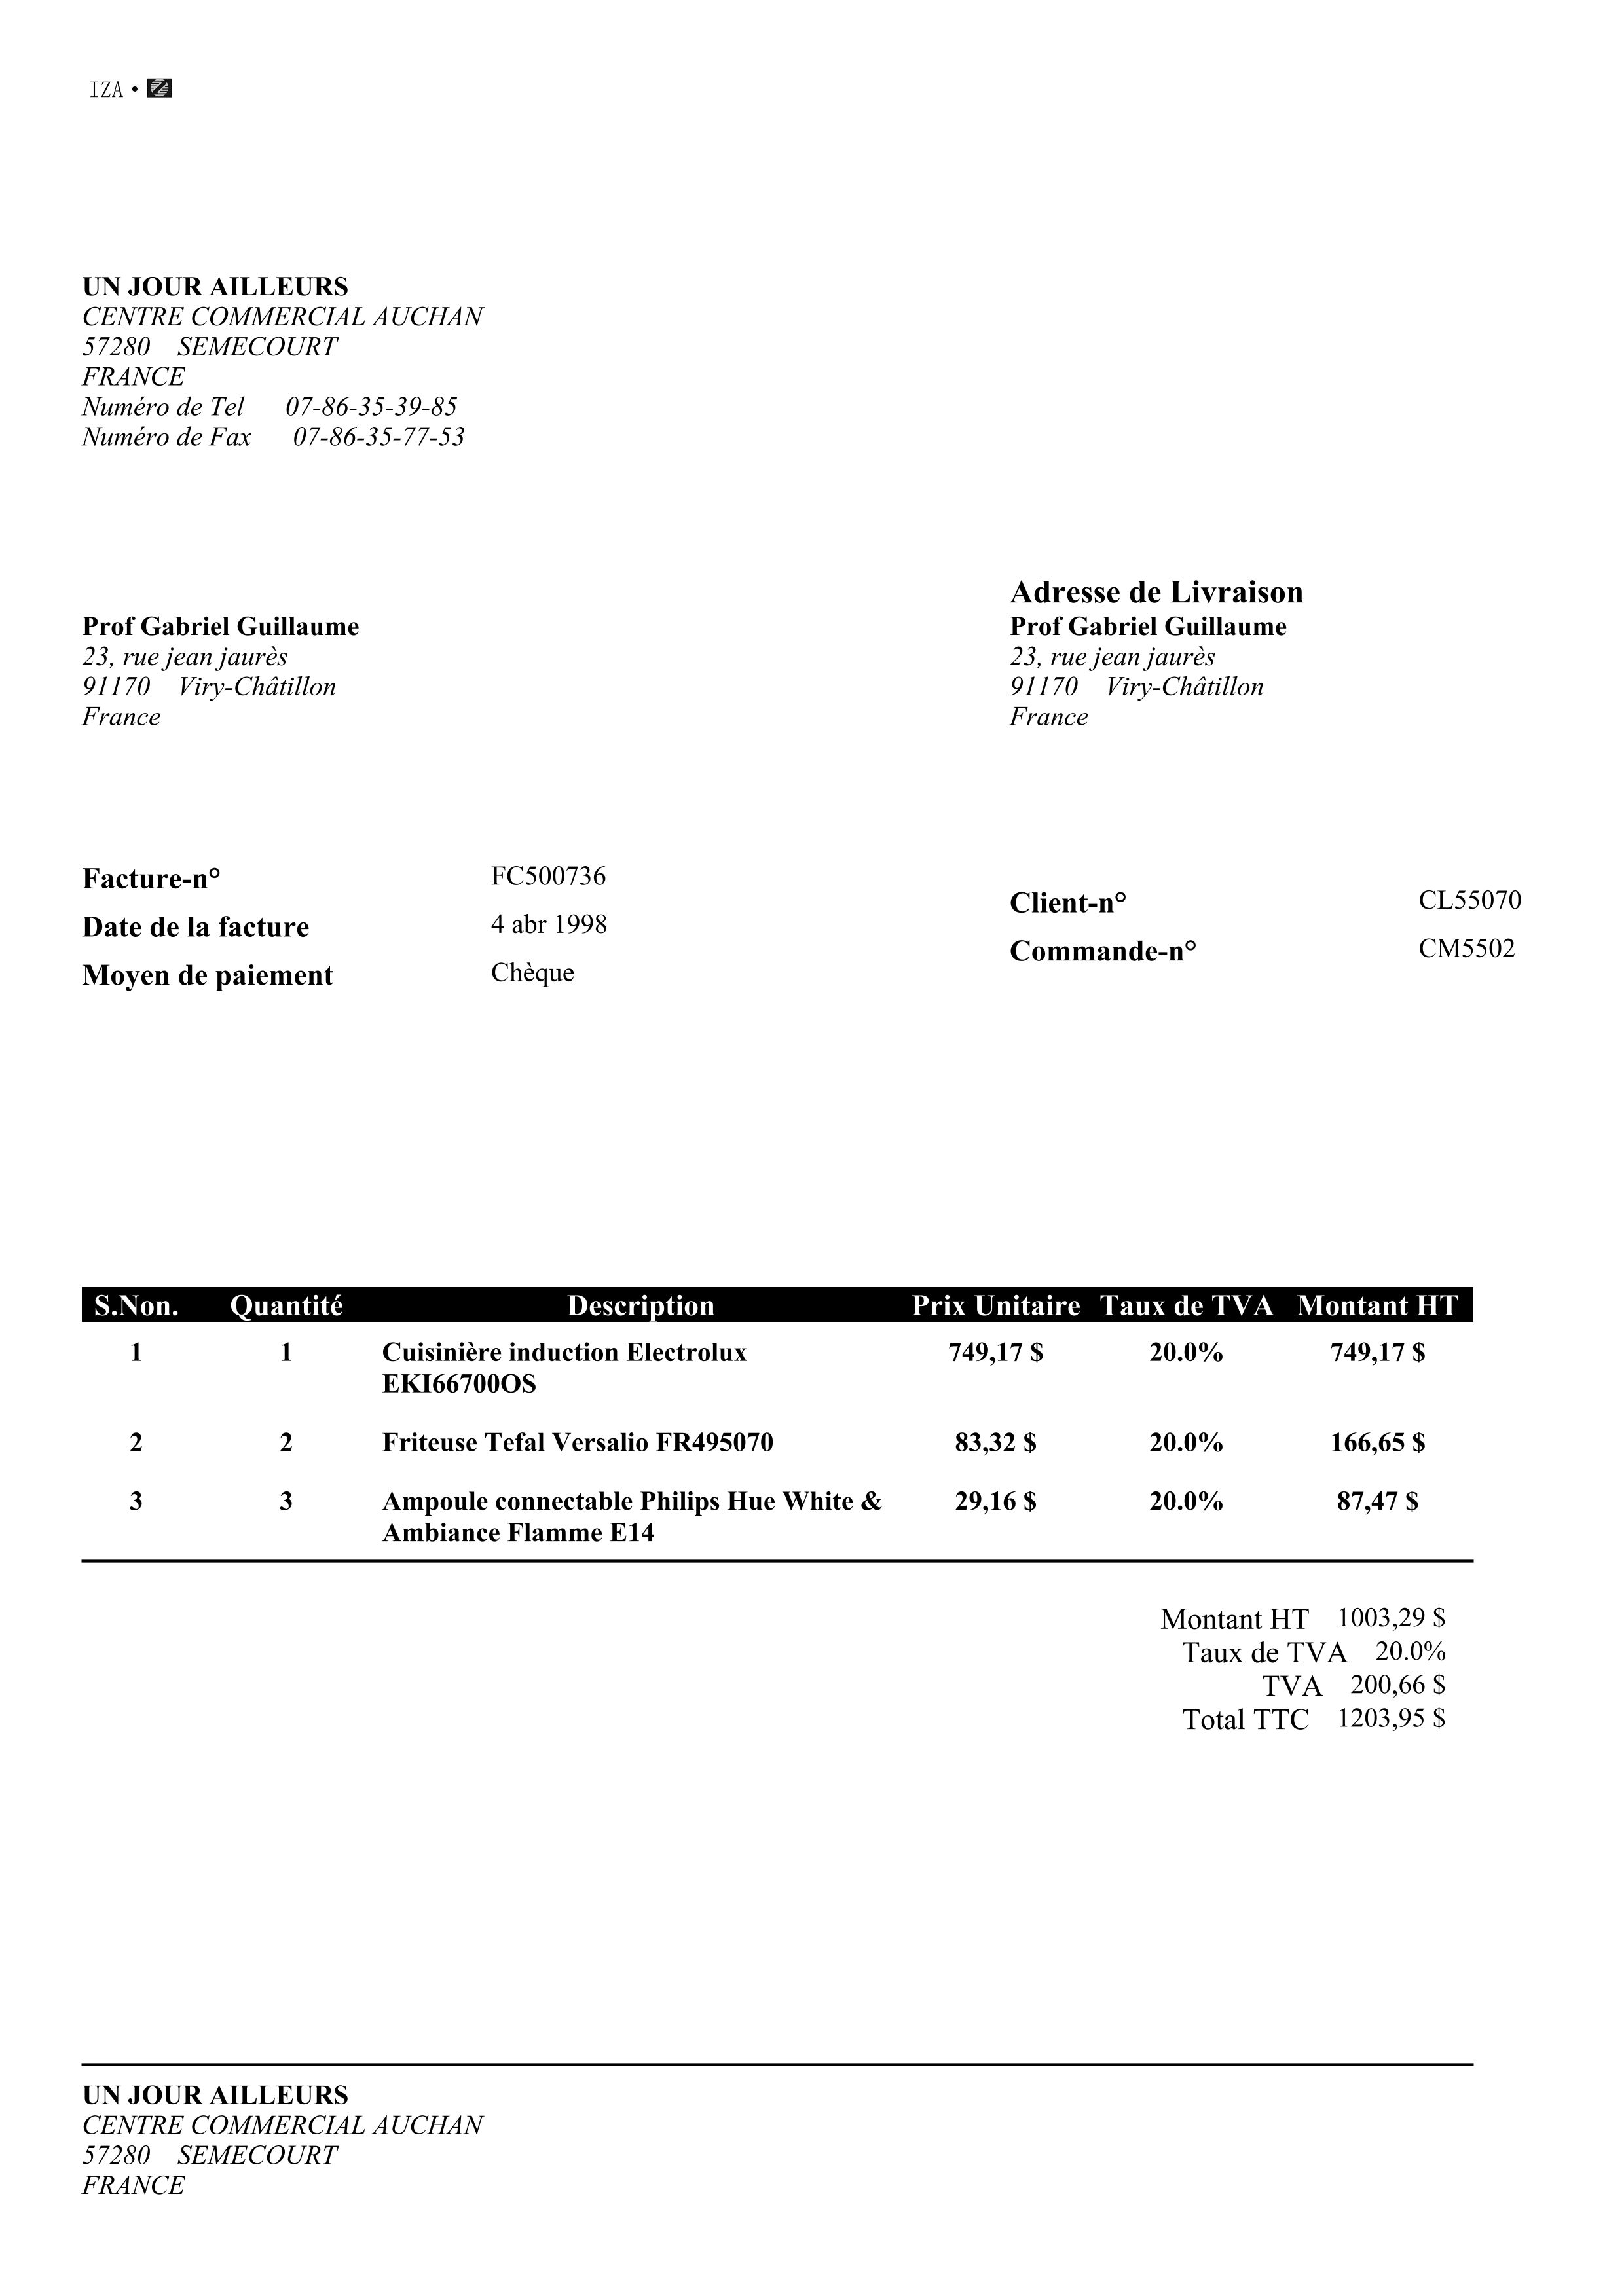 IZA •
UN JOUR AILLEURS
CENTRE COMMERCIAL AUCHAN
57280 SEMECOURT
FRANCE
Numéro de Tel 07-86-35-39-85
Numéro de Fax 07-86-35-77-53
Prof Gabriel Guillaume
23, rue jean jaurès
91170 Viry-Châtillon
France
Adresse de Livraison
Prof Gabriel Guillaume
23, rue jean jaurès
91170 Viry-Châtillon
France
Facture-n° FC500736
Date de la facture 4 abr 1998
Moyen de paiement Chèque
Client-n° CL55070
Commande-n° CM5502
S.Non. Quantité Description Prix Unitaire Taux de TVA Montant HT
1 1 Cuisinière induction Electrolux 749,17 $ 20.0% 749,17 $
EKI66700OS
2 2 Friteuse Tefal Versalio FR495070 83,32 $ 20.0% 166,65 $
3 3 Ampoule connectable Philips Hue White & 29,16 $ 20.0% 87,47 $
Ambiance Flamme E14
Montant HT 1003,29 $
Taux de TVA 20.0%
TVA 200,66 $
Total TTC 1203,95 $
UN JOUR AILLEURS
CENTRE COMMERCIAL AUCHAN
57280 SEMECOURT
FRANCE